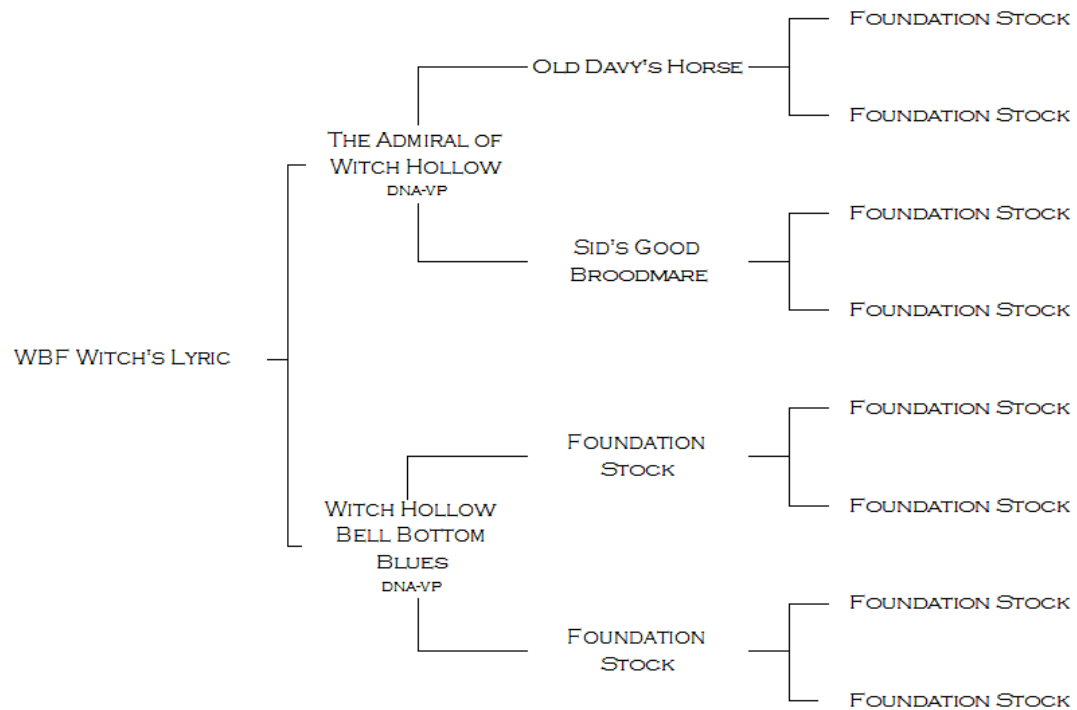 Foundation Stock
Old Davy's Horse
Foundation Stock
The Admiral of
Witch Hollow
DNA-VP
Foundation Stock
Sid's Good
Broodmare
Foundation Stock
WBF Witch's Lyric
Foundation Stock
Foundation
Stock
Foundation Stock
Witch Hollow
Bell Bottom
Blues
DNA-VP
Foundation Stock
Foundation
Stock
Foundation Stock